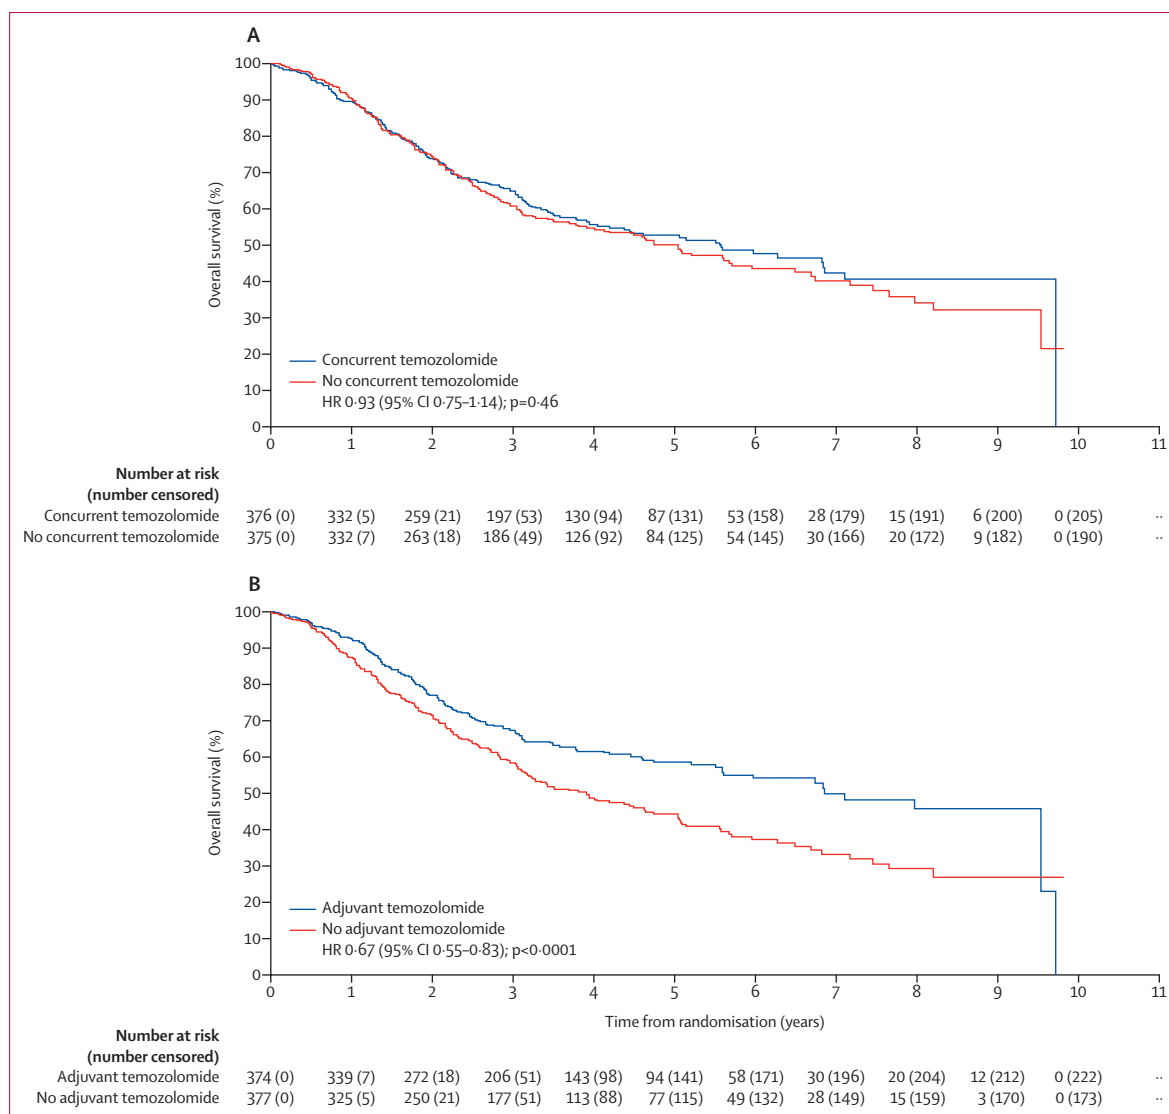 A
100
90
80
70
60
50
40
30
20
10
0
Overall survival (%)
Concurrent temozolomide
No concurrent temozolomide
HR 0·93 (95% CI 0·75–1·14); p=0·46
0 1 2 3 4 5 6 7 8 9 10 11
Number at risk
(number censored)
Concurrent temozolomide 376 (0) 332 (5) 259 (21) 197 (53) 130 (94) 87 (131) 53 (158) 28 (179) 15 (191) 6 (200) 0 (205) ··
No concurrent temozolomide 375 (0) 332 (7) 263 (18) 186 (49) 126 (92) 84 (125) 54 (145) 30 (166) 20 (172) 9 (182) 0 (190) ··
B
100
90
80
70
60
50
40
30
20
10
0
Overall survival (%)
Adjuvant temozolomide
No adjuvant temozolomide
HR 0·67 (95% CI 0·55–0·83); p<0·0001
0 1 2 3 4 5 6 7 8 9 10 11
Time from randomisation (years)
Number at risk
(number censored)
Adjuvant temozolomide 374 (0) 339 (7) 272 (18) 206 (51) 143 (98) 94 (141) 58 (171) 30 (196) 20 (204) 12 (212) 0 (222) ··
No adjuvant temozolomide 377 (0) 325 (5) 250 (21) 177 (51) 113 (88) 77 (115) 49 (132) 28 (149) 15 (159) 3 (170) 0 (173) ··